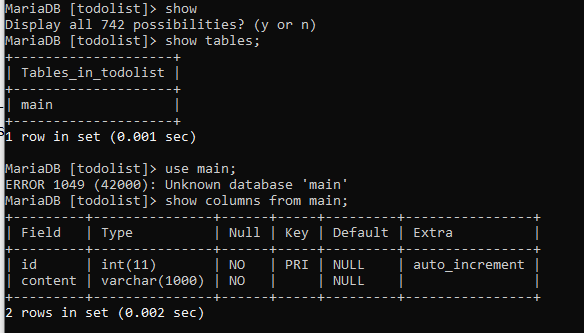 MariaDB [todolist]> show
Display all 742 possibilities? (y or n)
MariaDB [todolist]> show tables;
+--------------------+
| Tables_in_todolist |
+--------------------+
| main               |
+--------------------+
1 row in set (0.001 sec)
MariaDB [todolist]> use main;
ERROR 1049 (42000): Unknown database 'main'
MariaDB [todolist]> show columns from main;
+---------+---------------+------+-----+---------+----------------+
| Field   | Type          | Null | Key | Default | Extra          |
+---------+---------------+------+-----+---------+----------------+
| id      | int(11)       | NO   | PRI | NULL    | auto_increment |
| content | varchar(1000) | NO   |     | NULL    |                |
+---------+---------------+------+-----+---------+----------------+
2 rows in set (0.002 sec)